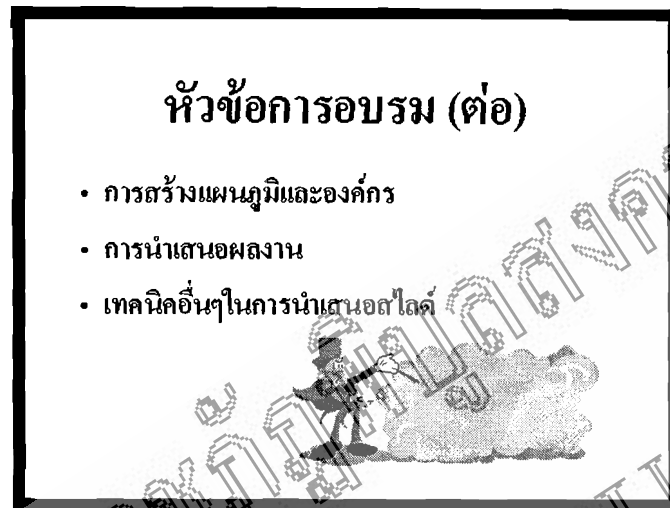 หัวข้อการอบรม (ต่อ)
• การสร้างแผนภูมิและองค์กร
• การนำเสนอผลงาน
• เทคนิคอื่นๆในการนำเสนอสไลด์